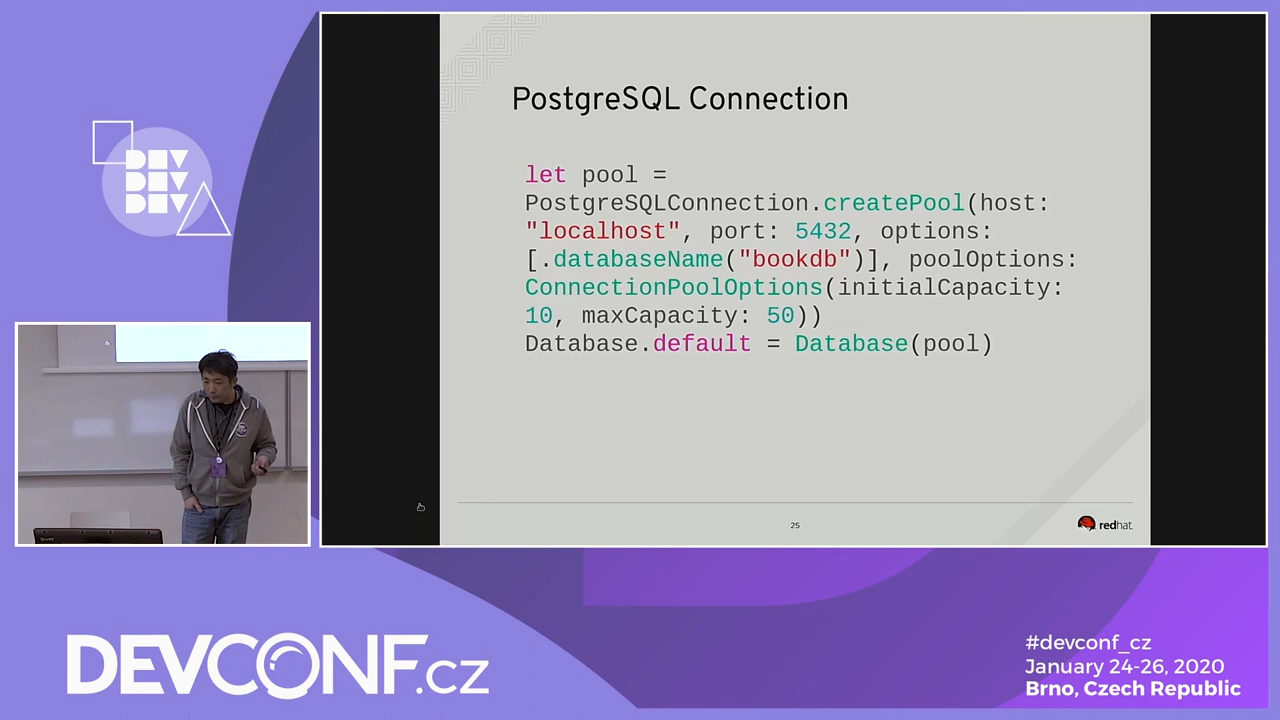 PostgreSQL Connection
let pool =
PostgreSQLConnection.createPool(host:
"localhost", port: 5432, options:
[.databaseName("bookdb")], poolOptions:
ConnectionPoolOptions(initialCapacity:
10, maxCapacity: 50))
Database.default = Database(pool)
25
redhat.
DEV
DEV
DEV
DEVCONF.cz
#devconf_cz
January 24-26, 2020
Brno, Czech Republic